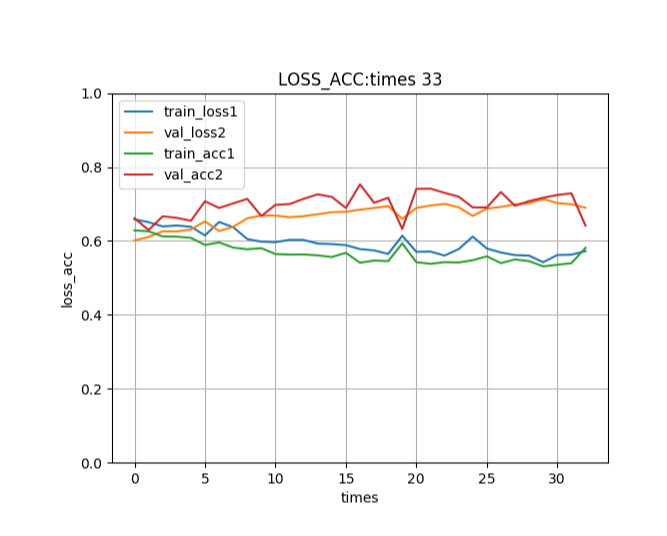 LOSS_ACC:times 33
1.0
0.8
0.6
0.4
0.2
0.0
loss_acc
train_loss1
val_loss2
train_acc1
val_acc2
0 5 10 15 20 25 30
times